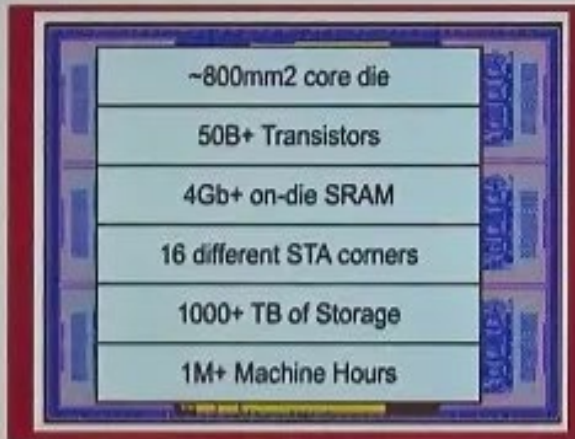 ~800mm2 core die
50B+ Transistors
4Gb+ on-die SRAM
16 different STA corners
1000+ TB of Storage
1M+ Machine Hours